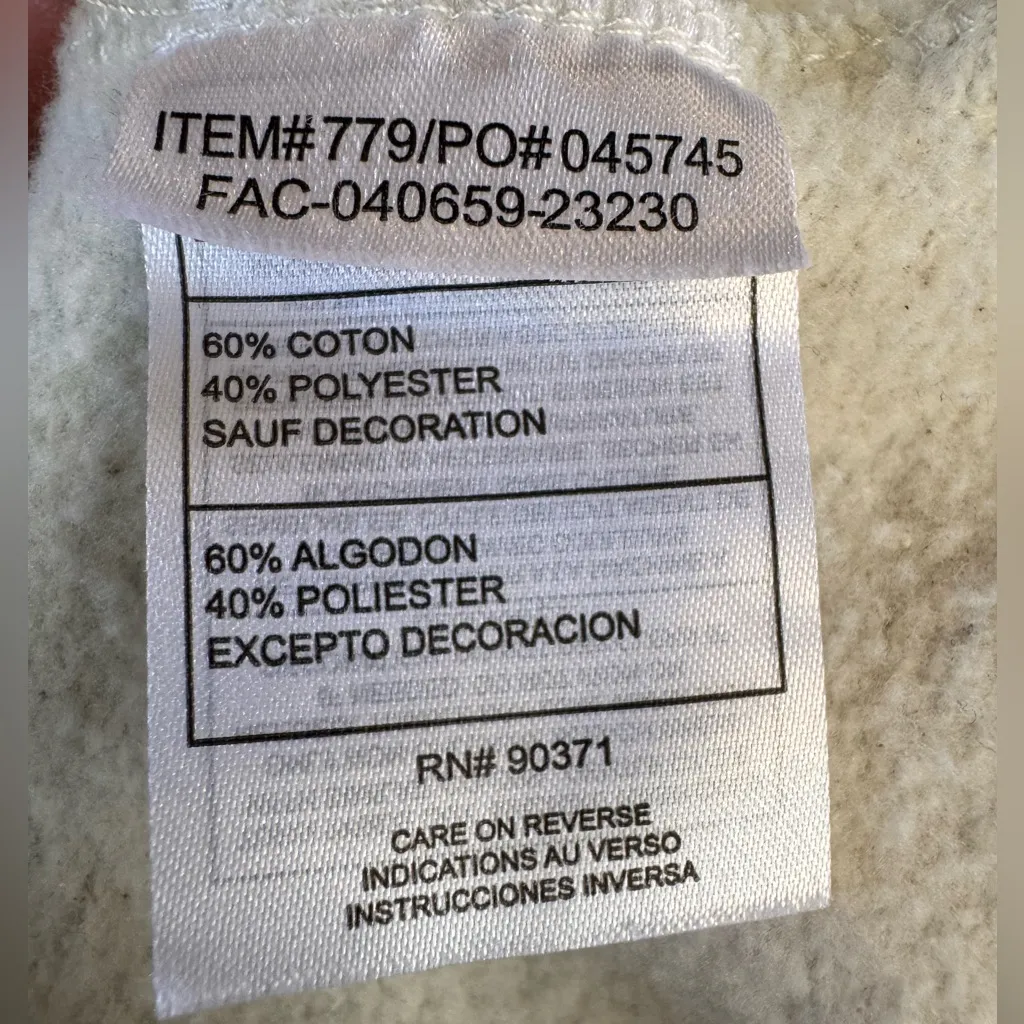 ITEM# 779/PO# 045745
FAC-040659-23230
60% COTON
40% POLYESTER
SAUF DECORATION
60% ALGODON
40% POLIESTER
EXCEPTO DECORACION
RN# 90371
CARE ON REVERSE
INDICATIONS AU VERSO
INSTRUCCIONES INVERSA